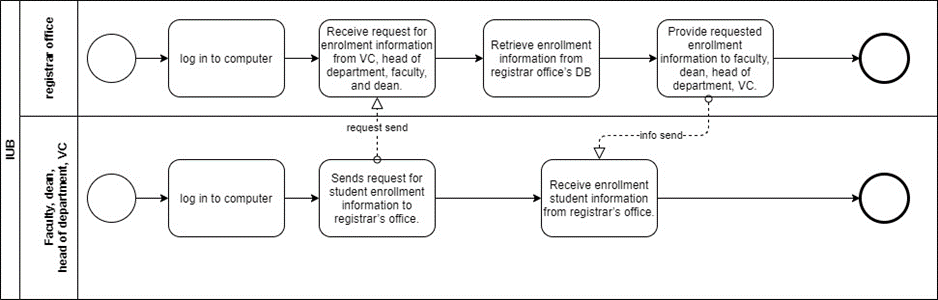 IUB
registrar office
log in to computer
Receive request for
enrolment information
from VC, head of
department, faculty,
and dean.
Retrieve enrollment
information from
registrar office's DB
Provide requested
enrollment
information to faculty,
dean, head of
department, VC.
request send
info send
Faculty, dean,
head of department, VC
log in to computer
Sends request for
student enrollment
information to
registrar's office.
Receive enrollment
student information
from registrar's office.